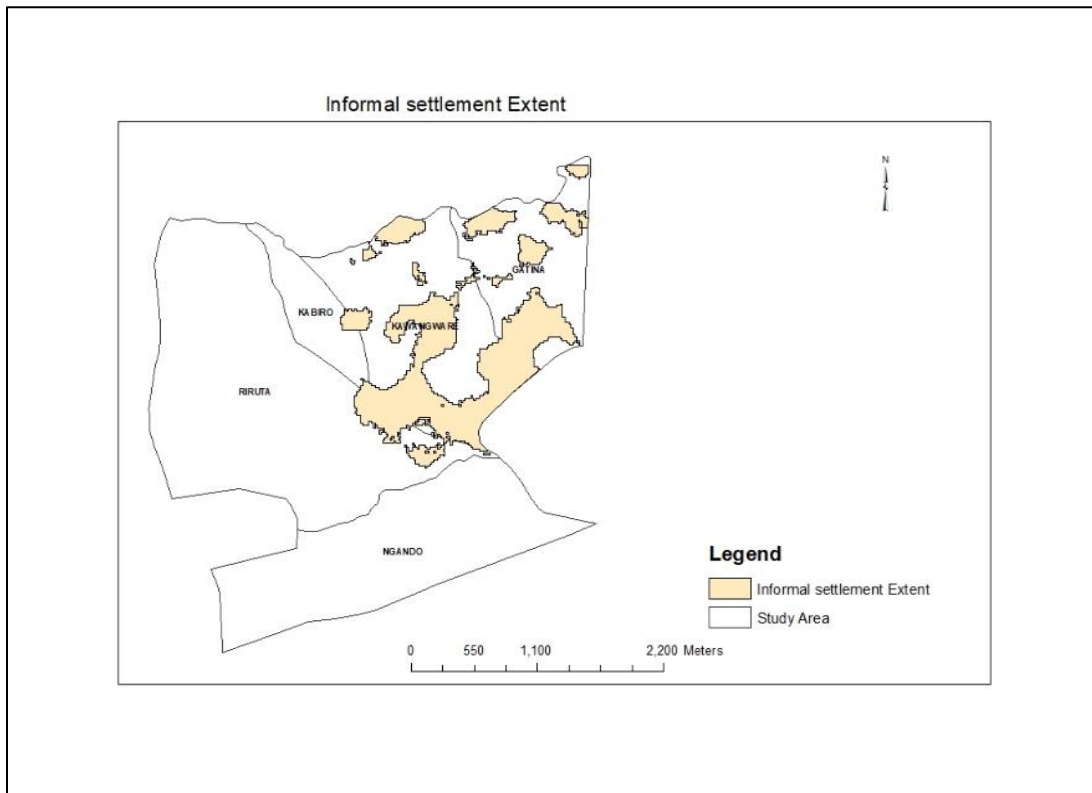 Informal settlement Extent
N
GATINA
KABIRO
KAWANGWARE
RIRUTA
NGANDO
Legend
Informal settlement Extent
Study Area
0 550 1,100 2,200 Meters